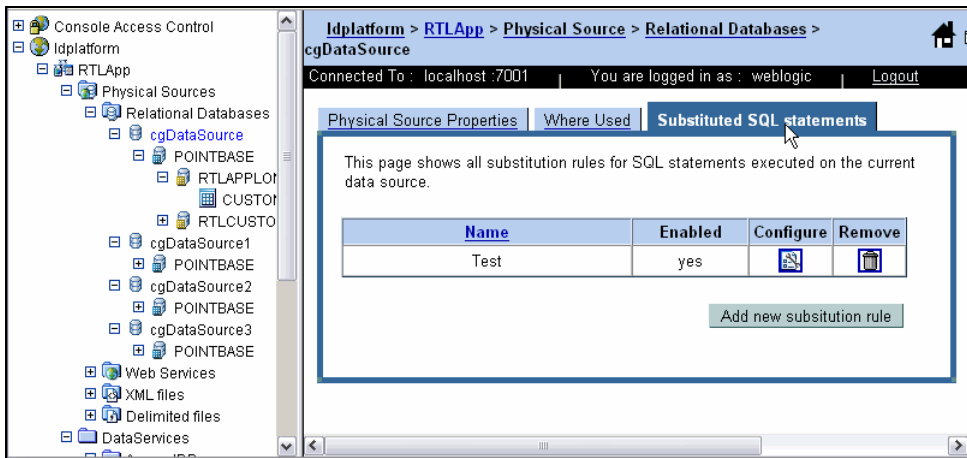 Console Access Control
ldplatform
RTLApp
Physical Sources
Relational Databases
cgDataSource
POINTBASE
RTLAPPLO
CUSTO
RTLCUSTO
cgDataSource1
POINTBASE
cgDataSource2
POINTBASE
cgDataSource3
POINTBASE
Web Services
XML files
Delimited files
DataServices
ldplatform > RTLApp > Physical Source > Relational Databases >
cgDataSource
Connected To : localhost :7001 | You are logged in as : weblogic | Logout
Physical Source Properties Where Used Substituted SQL statements
This page shows all substitution rules for SQL statements executed on the current
data source.
Name Enabled Configure Remove
Test yes
Add new subsitution rule